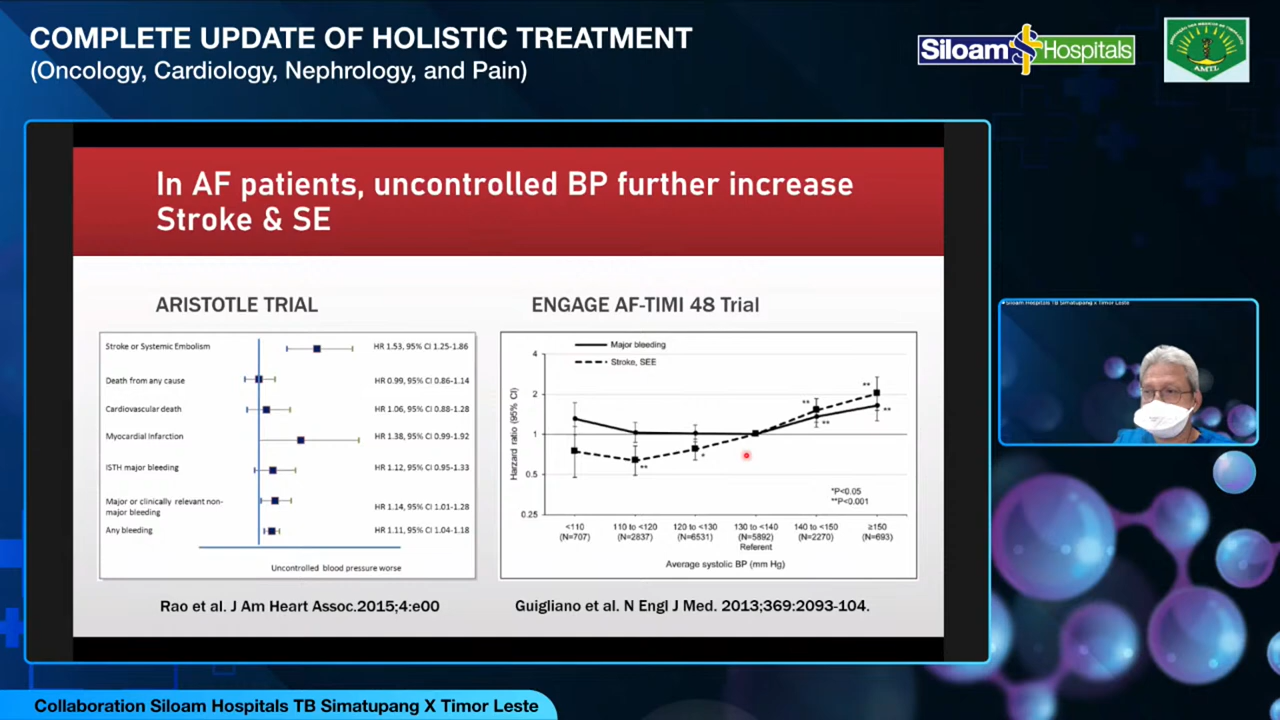 COMPLETE UPDATE OF HOLISTIC TREATMENT
(Oncology, Cardiology, Nephrology, and Pain)
Siloam Hospitals
AMTL
In AF patients, uncontrolled BP further increase
Stroke & SE
ARISTOTLE TRIAL
Stroke or Systemic Embolism HR 1.53, 95% CI 1.25-1.86
Death from any cause HR 0.99, 95% CI 0.86-1.14
Cardiovascular death HR 1.06, 95% CI 0.88-1.28
Myocardial Infarction HR 1.38, 95% CI 0.99-1.92
ISTH major bleeding HR 1.12, 95% CI 0.95-1.33
Major or clinically relevant non-
major bleeding HR 1.14, 95% CI 1.01-1.28
Any bleeding HR 1.11, 95% CI 1.04-1.18
Uncontrolled blood pressure worse
Rao et al. J Am Heart Assoc.2015;4:e00
ENGAGE AF-TIMI 48 Trial
Major bleeding
Stroke, SEE
Harzard ratio (95% CI)
4
2
1
0.5
0.25
**
**
*
**
**
**
**
*P<0.05
**P<0.001
<110 110 to <120 120 to <130 130 to <140 140 to <150 ≥150
(N=707) (N=2837) (N=6531) (N=5892) (N=2270) (N=693)
Referent
Average systolic BP (mm Hg)
Guigliano et al. N Engl J Med. 2013;369:2093-104.
Siloam Hospitals TB Simatupang X Timor Leste
Collaboration Siloam Hospitals TB Simatupang X Timor Leste